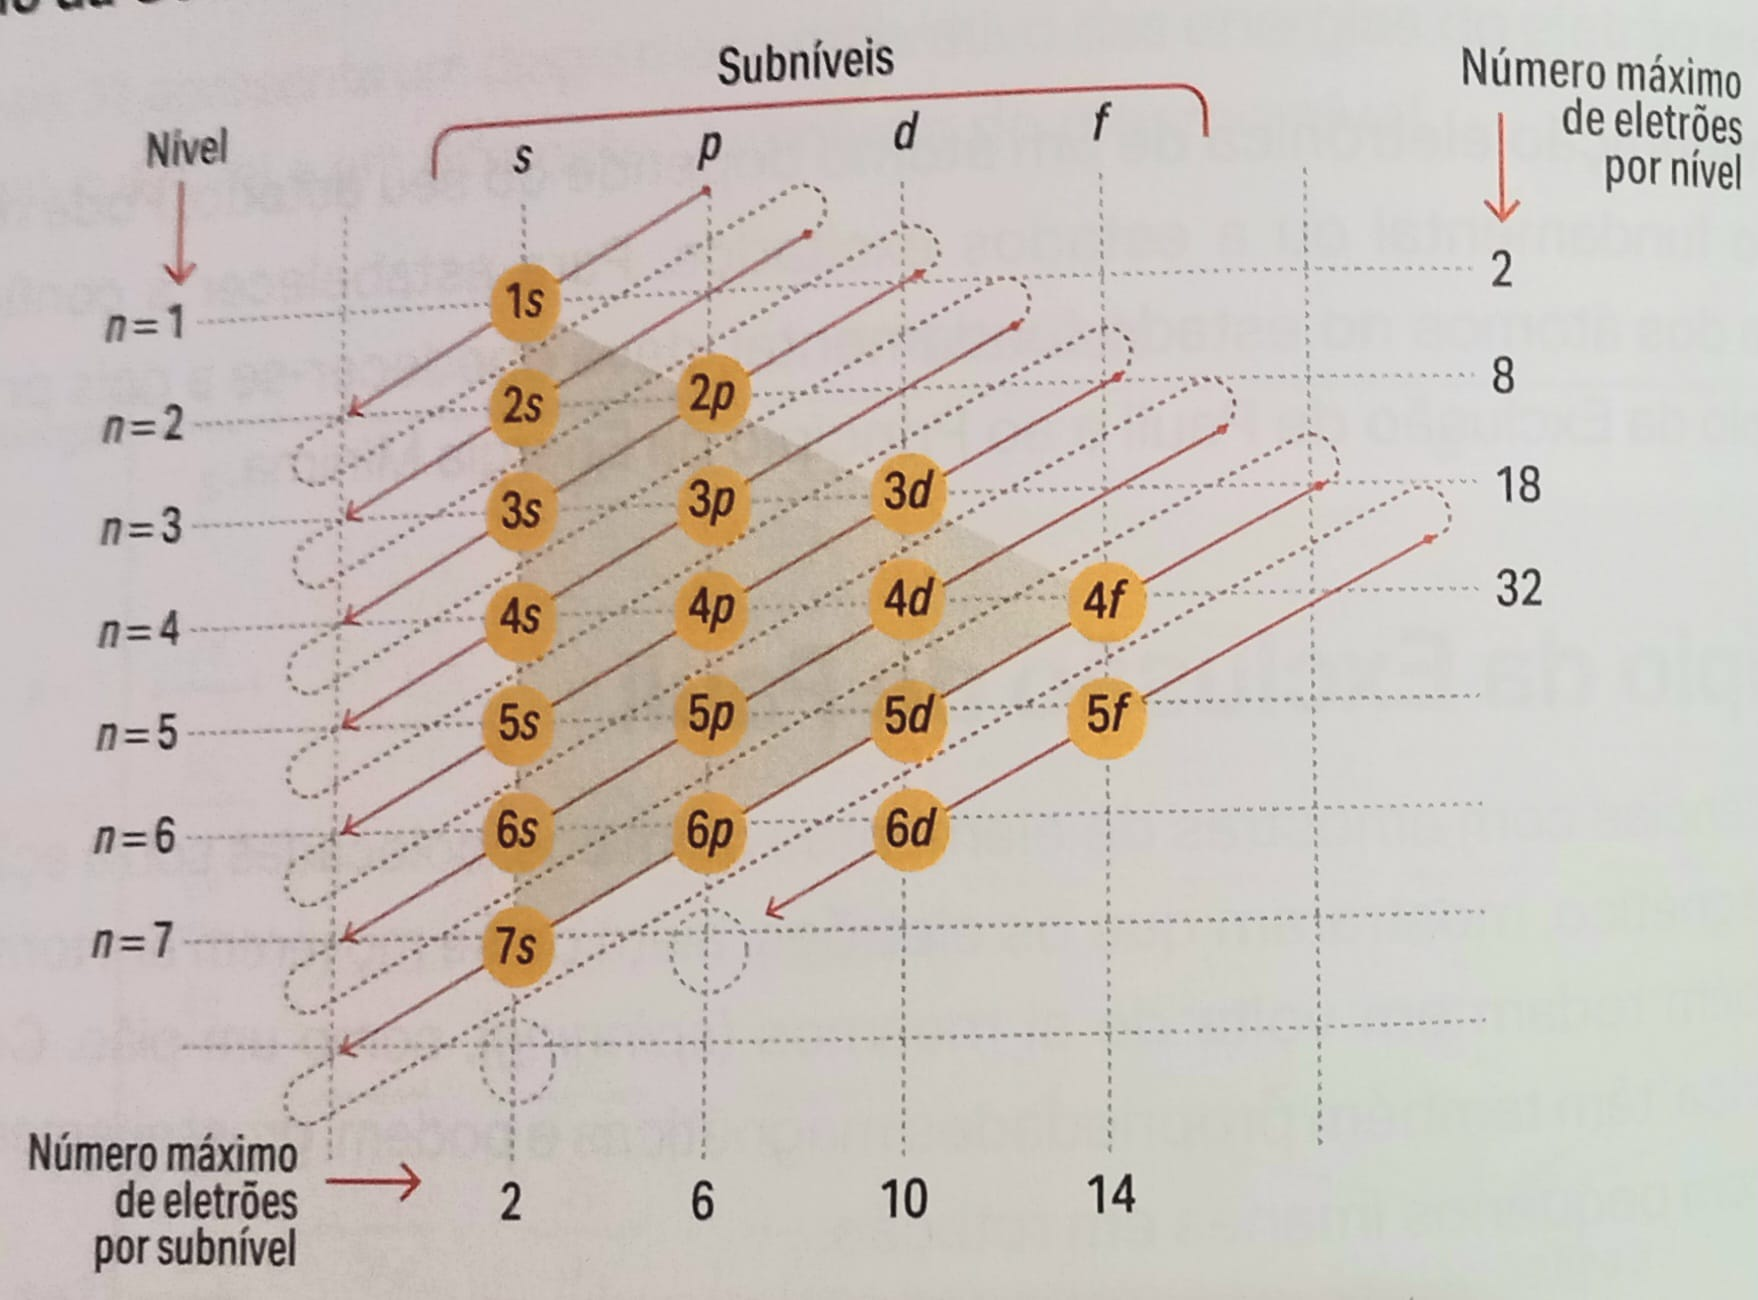 Subníveis
Número máximo
de eletrões
por nível
Nível
s p d f
n=1 1s 2
n=2 2s 2p 8
n=3 3s 3p 3d 18
n=4 4s 4p 4d 4f 32
n=5 5s 5p 5d 5f
n=6 6s 6p 6d
n=7 7s
Número máximo
de eletrões
por subnível
2 6 10 14